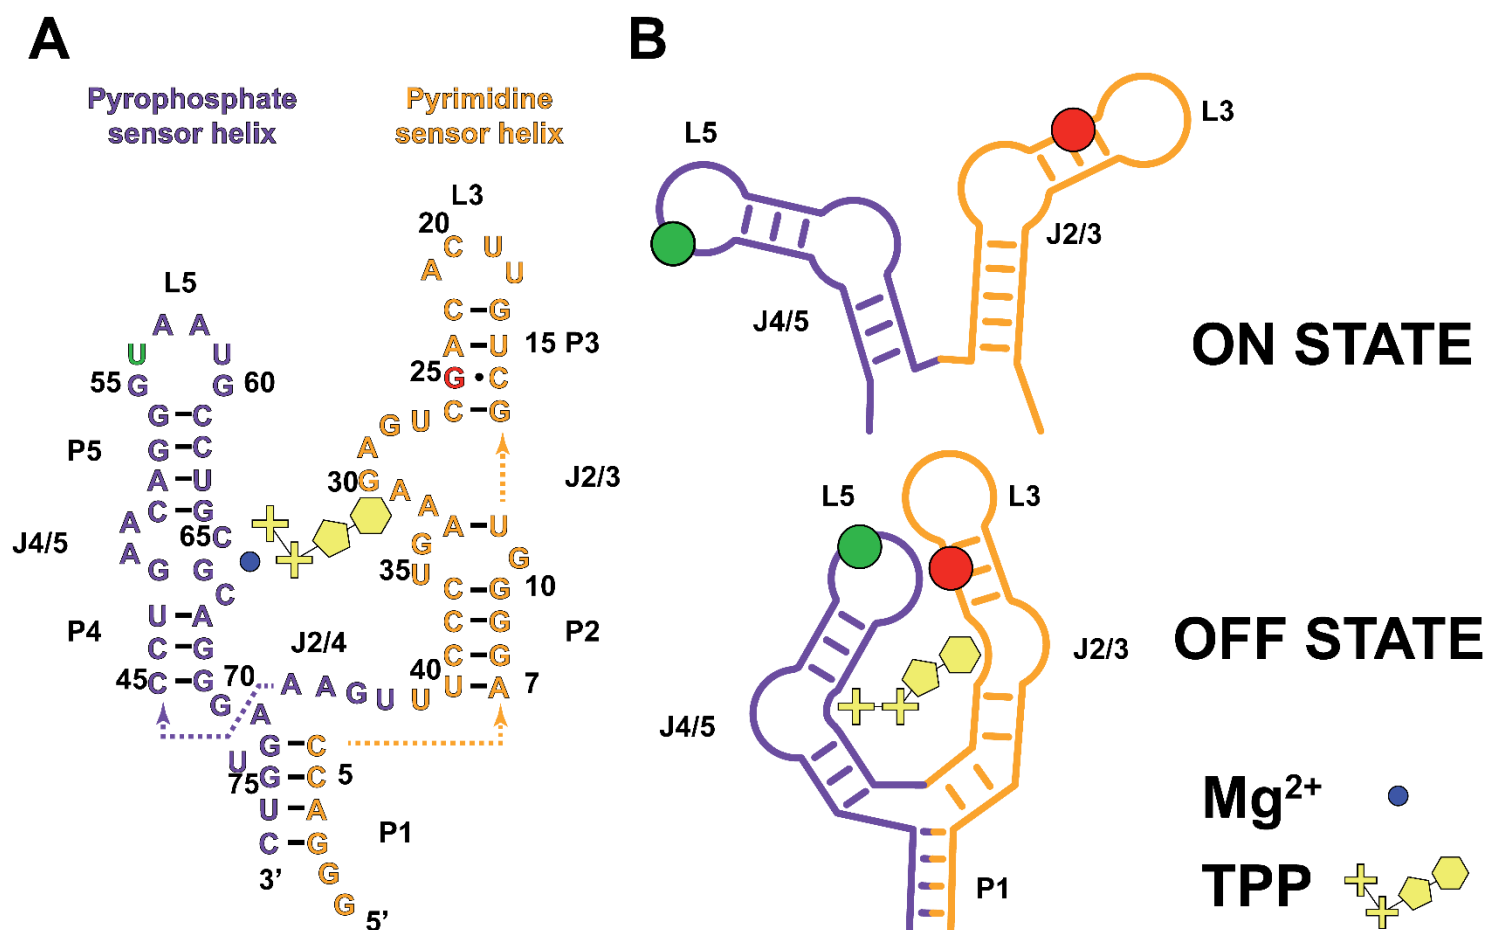 A
Pyrophosphate
sensor helix
Pyrimidine
sensor helix
L3
20
C U
A U
C–G
A–U 15 P3
25 G•C
C–G
G U
A
30 G
A A
J2/3
A–U
G G
35 U
10
C–G
C–G
P2
C–G
40
U U–A 7
L5
A A
U U
55 G G 60
G–C
P5 G–C
A–U
C–G
A 65 C
J4/5
A
G G
C
U–A
P4 C–G
C–G
45 C–G 70
G
J2/4
A A G U
A
G–C
U
75 G–C 5
U–A
P1
C–G
3'
G
G
5'
B
L5
L3
J2/3
J4/5
ON STATE
L5
L3
J2/3
J4/5
OFF STATE
P1
Mg2+
TPP